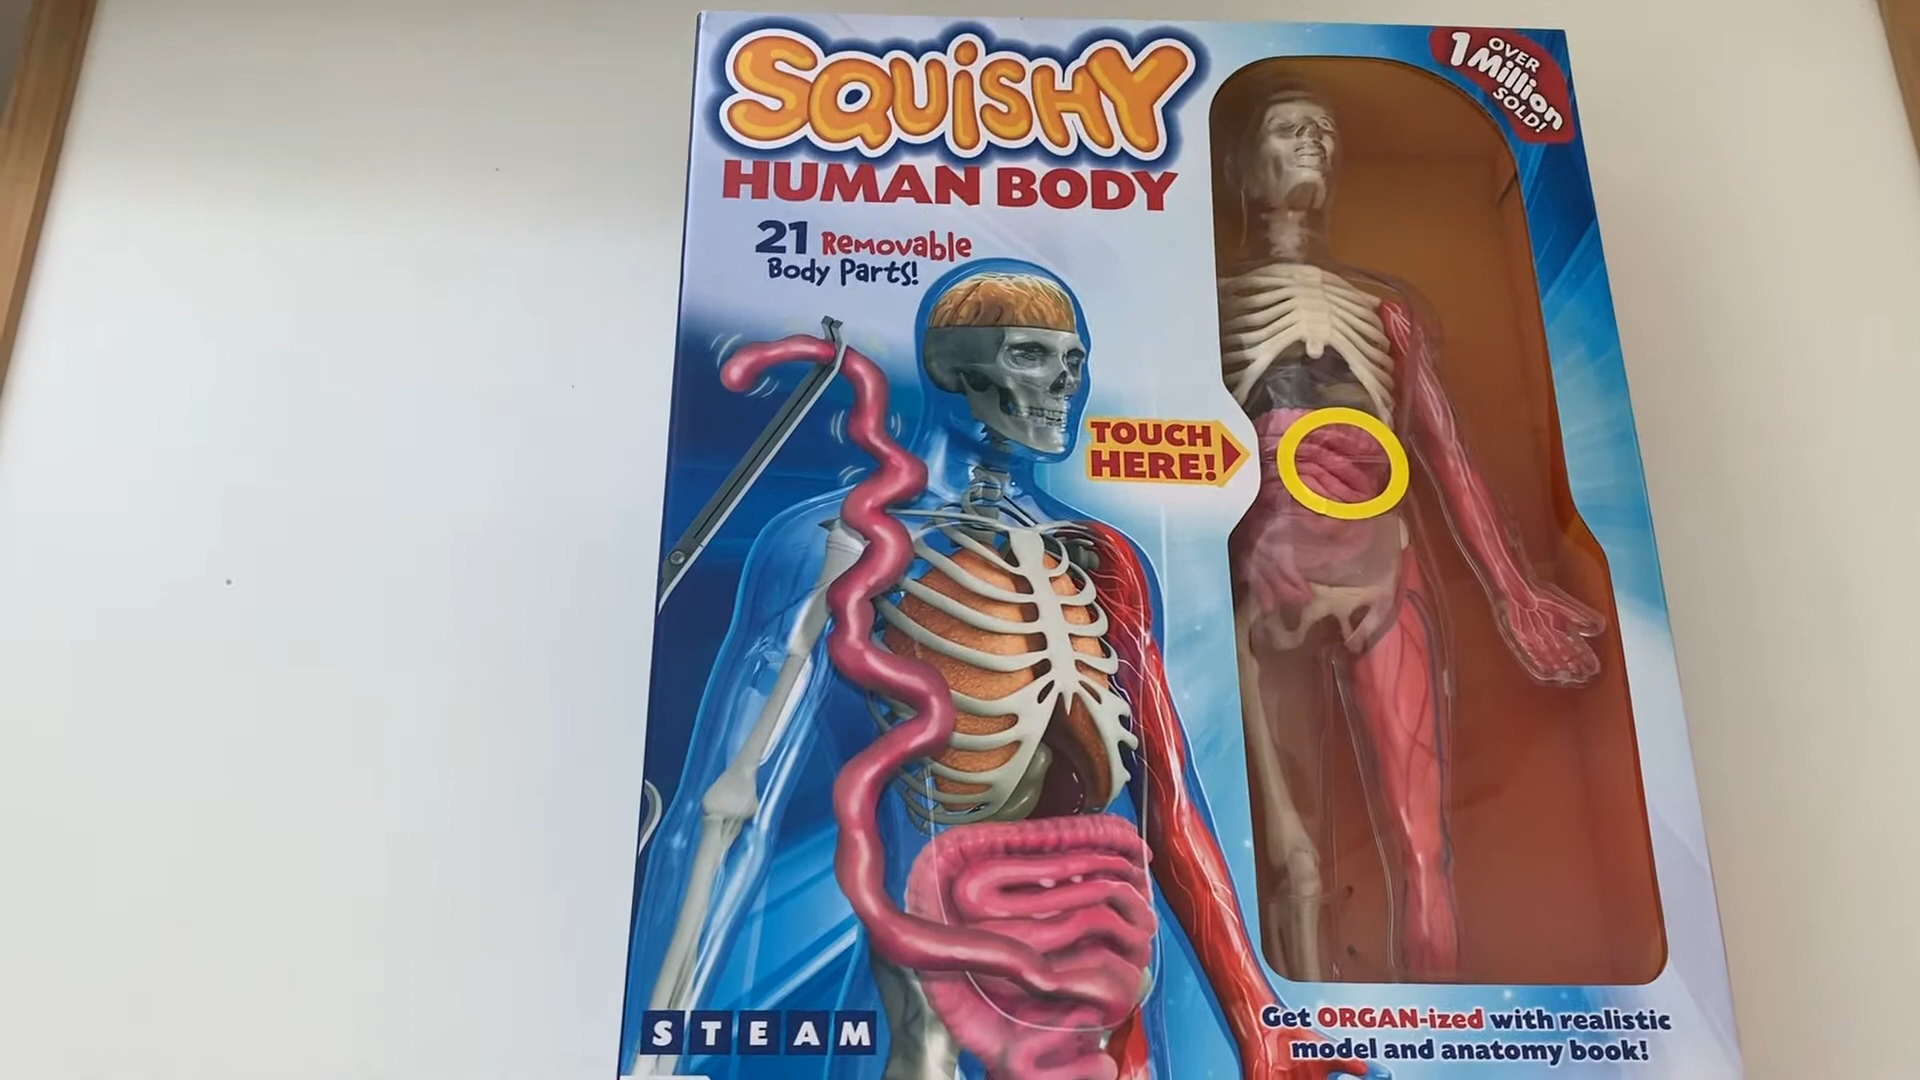 SQUiSHY
HUMAN BODY
21 Removable
Body Parts!
OVER
1 Million
SOLD!
TOUCH
HERE!
STEAM
Get ORGAN-ized with realistic
model and anatomy book!